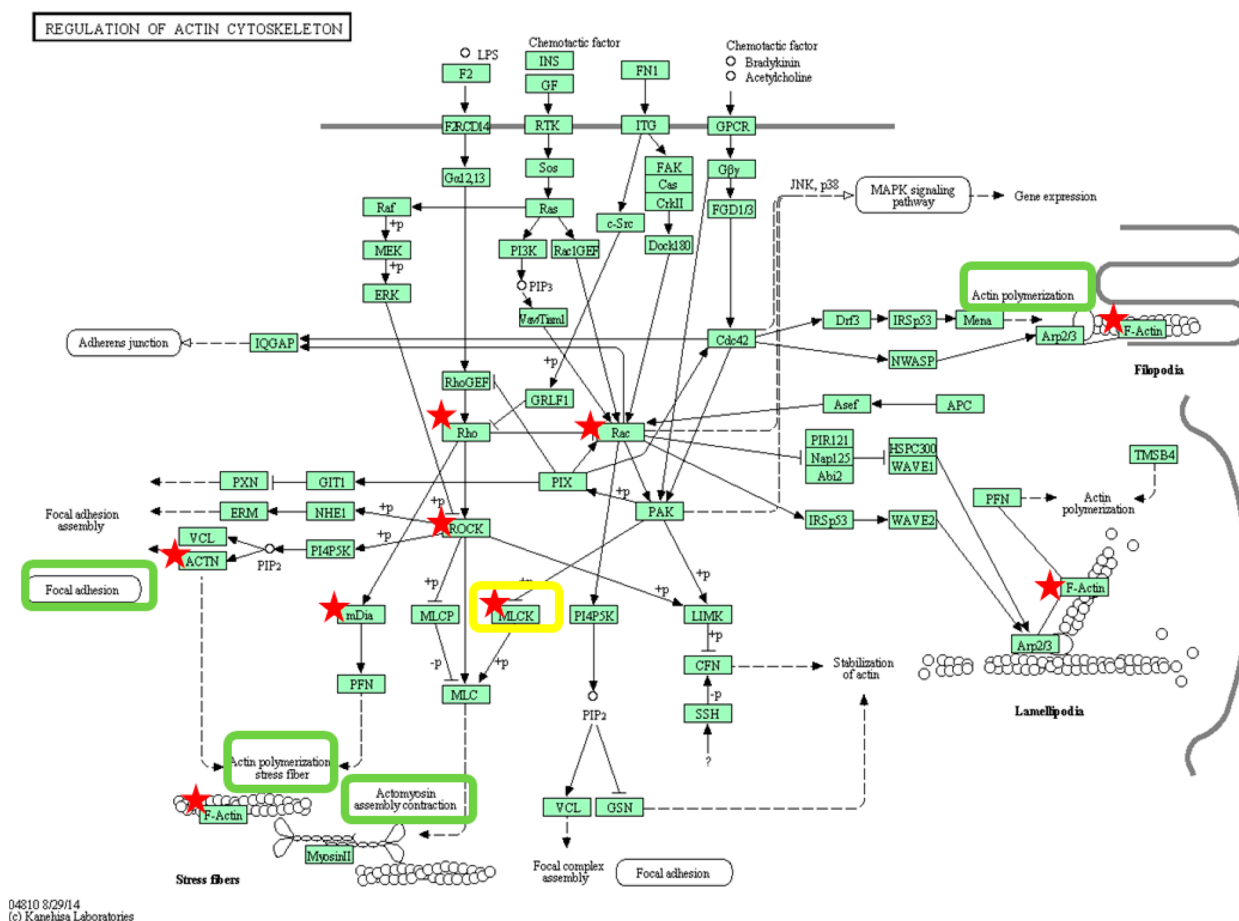 REGULATION OF ACTIN CYTOSKELETON
Chemotactic factor
Chemotactic factor
LPS
Bradykinin
Acetylcholine
F2
INS
GF
FN1
F2RCD14
RTK
ITG
GPCR
Gα12,13
Sos
FAK
Cas
CrkII
Gβγ
JNK, p38
MAPK signaling
pathway
Gene expression
Raf
Ras
c-Src
FGD1/3
+p
MEK
PI3K
Rac1GEF
Dock180
+p
ERK
PIP3
Vav/Tiam1
Actin polymerization
Drf3
IRSp53
Mena
Arp2/3
F-Actin
Adherens junction
IQGAP
Cdc42
NWASP
Filopodia
+p
RhoGEF
GRLF1
Asef
APC
Rho
Rac
PIR121
Nap125
Abi2
HSPC300
WAVE1
TMSB4
PXN
GIT1
PIX
PFN
Actin
polymerization
+p
+p
Focal adhesion
assembly
ERM
NHE1
+p
ROCK
PAK
IRSp53
WAVE2
VCL
ACTN
PIP2
PI4P5K
+p
Focal adhesion
+p
+p
+p
+p
F-Actin
mDia
MLCP
MLCK
PI4P5K
LIMK
+p
Arp2/3
-p
+p
CFN
Stabilization
of actin
PFN
MLC
-p
PIP2
SSH
Lamellipodia
?
Actin polymerization
stress fiber
Actomyosin
assembly contraction
F-Actin
VCL
GSN
MyosinII
Stress fibers
Focal complex
assembly
Focal adhesion
04810 8/29/14
(c) Kanehisa Laboratories